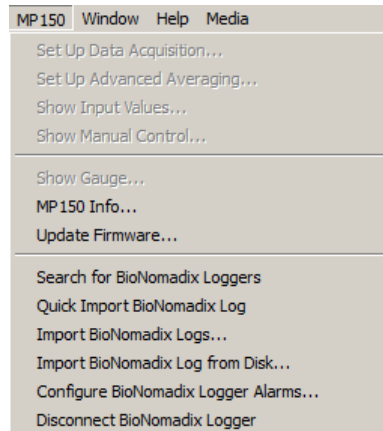 MP150 Window Help Media
Set Up Data Acquisition...
Set Up Advanced Averaging...
Show Input Values...
Show Manual Control...
Show Gauge...
MP150 Info...
Update Firmware...
Search for BioNomadix Loggers
Quick Import BioNomadix Log
Import BioNomadix Logs...
Import BioNomadix Log from Disk...
Configure BioNomadix Logger Alarms...
Disconnect BioNomadix Logger